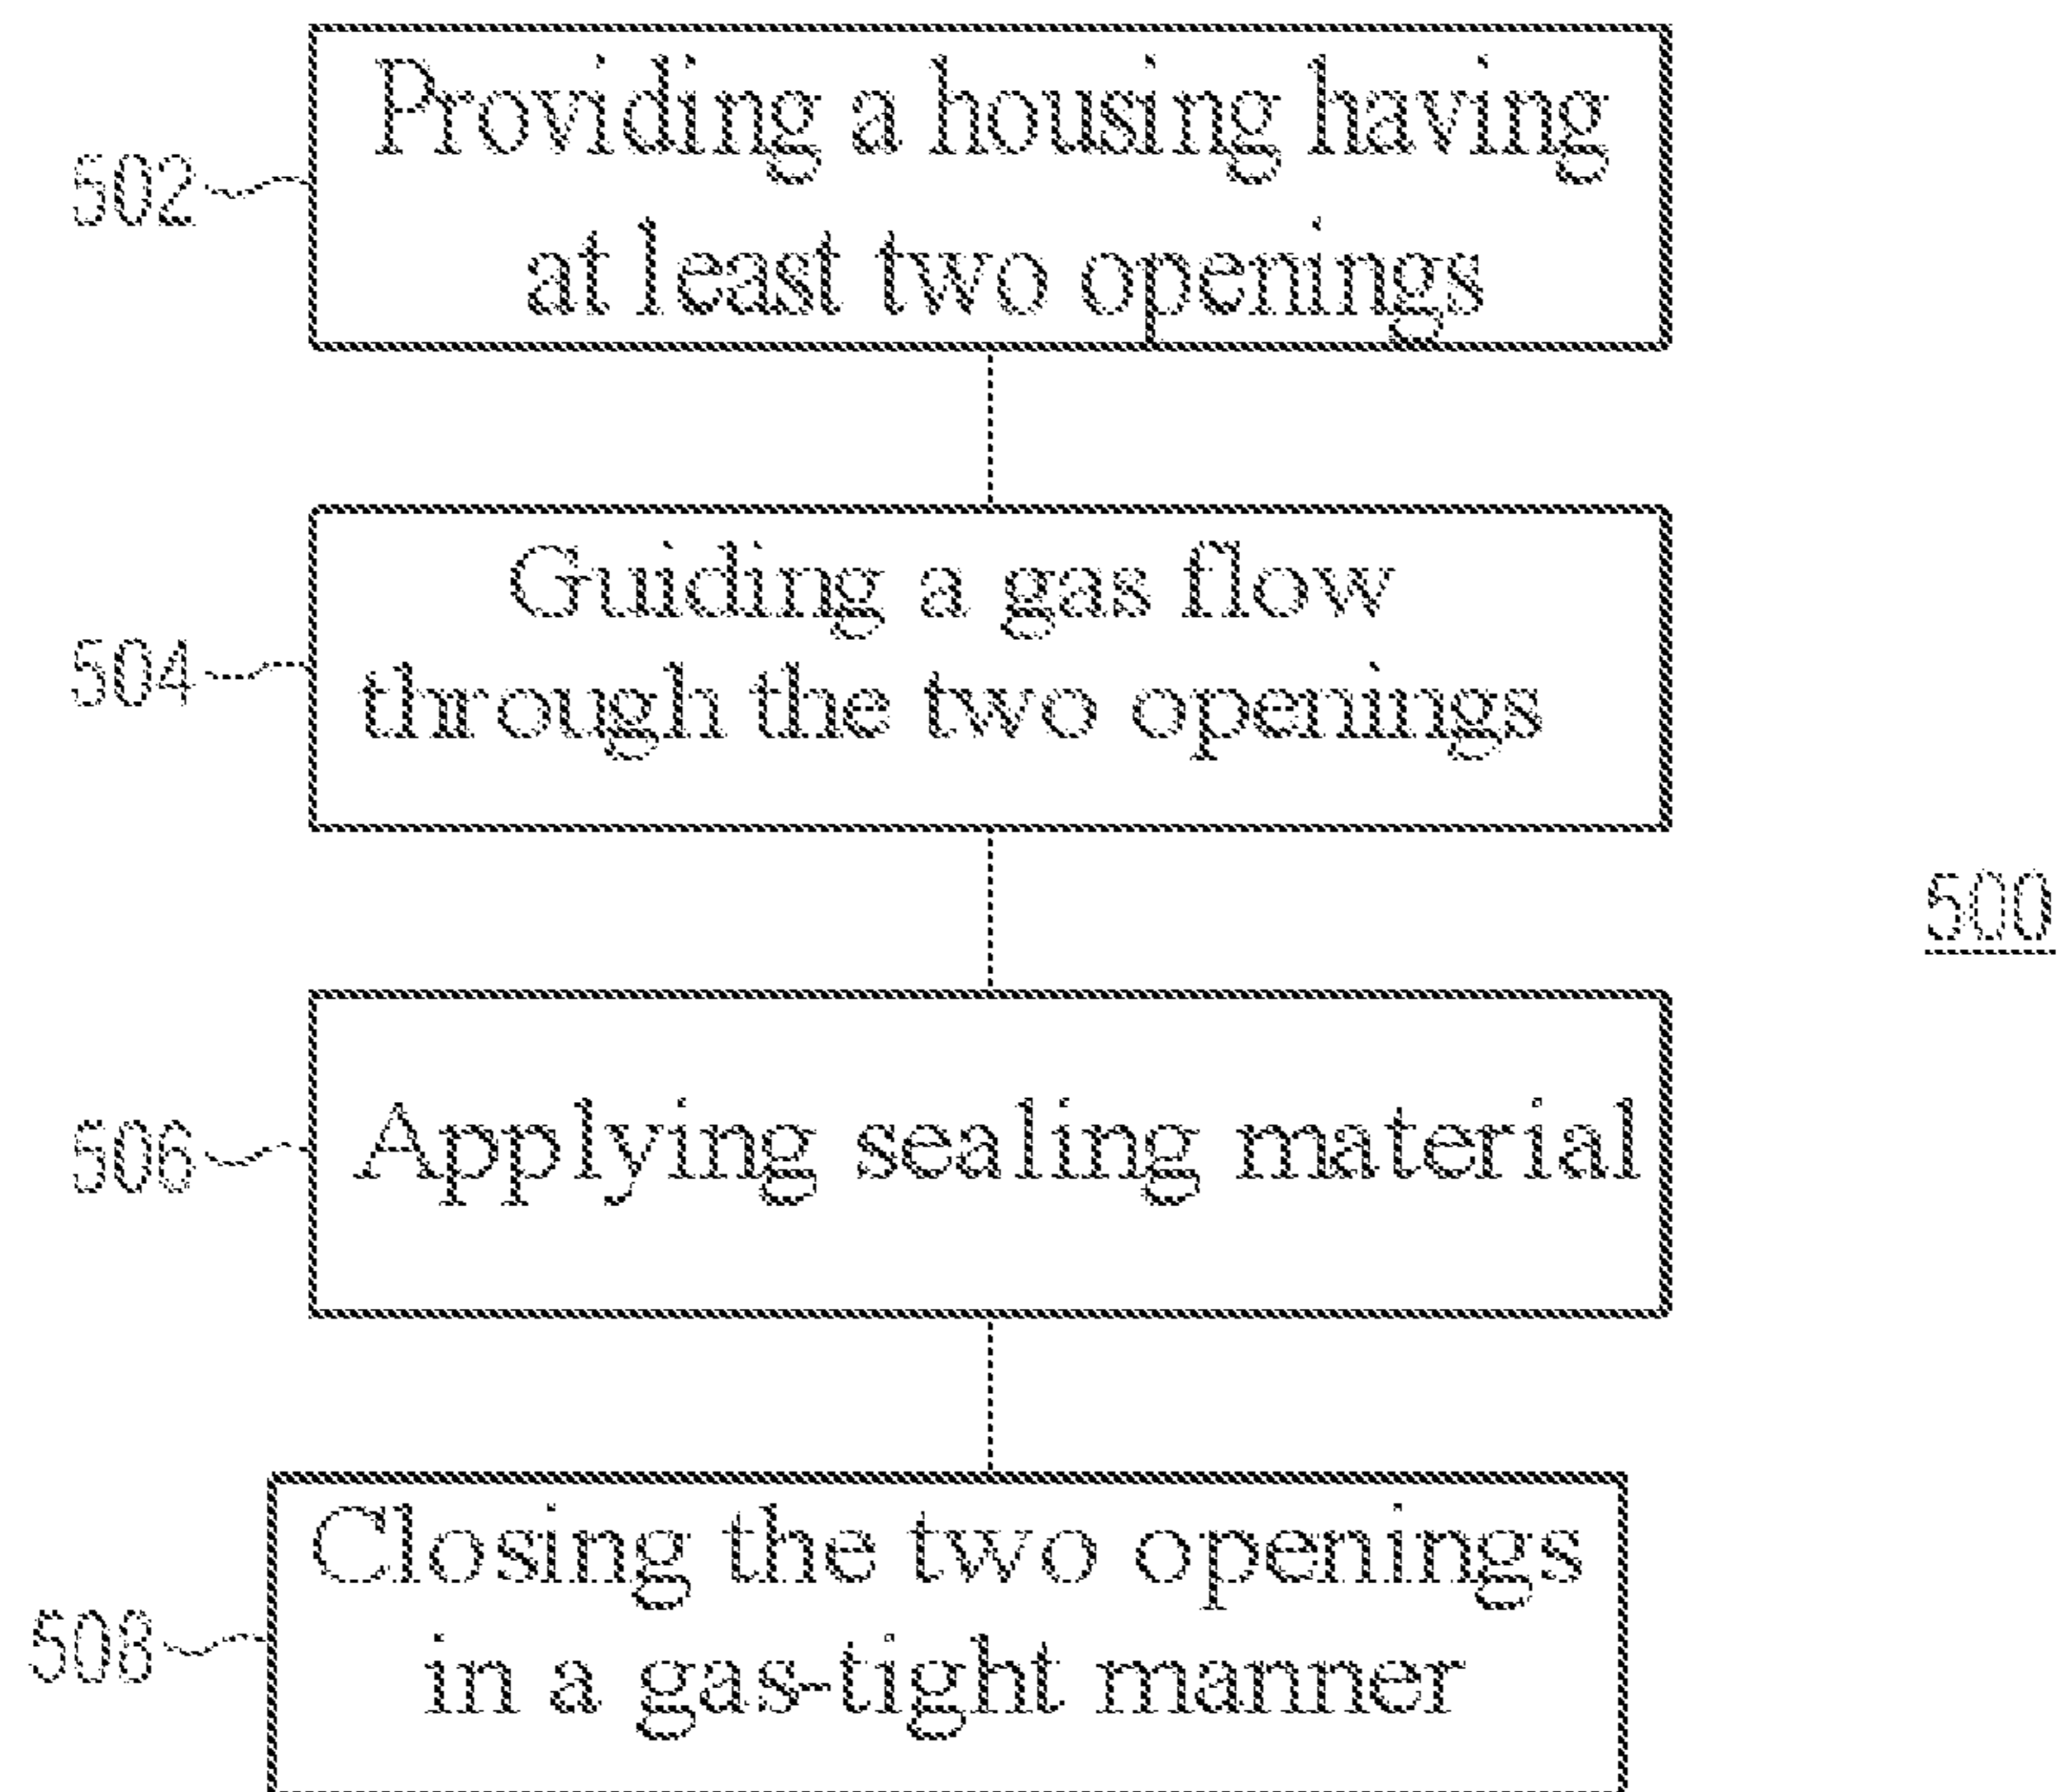 502
Providing a housing having
at least two openings
504
Guiding a gas flow
through the two openings
500
506
Applying sealing material
508
Closing the two openings
in a gas-tight manner